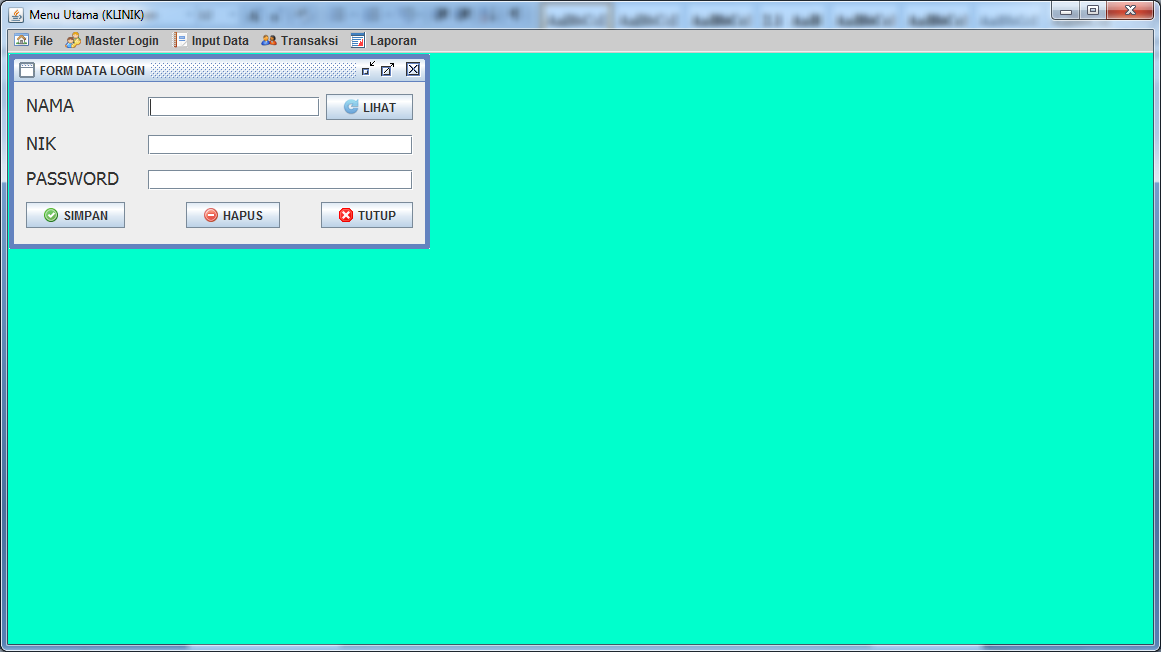 Menu Utama (KLINIK)
File Master Login Input Data Transaksi Laporan
FORM DATA LOGIN
NAMA LIHAT
NIK
PASSWORD
SIMPAN HAPUS TUTUP